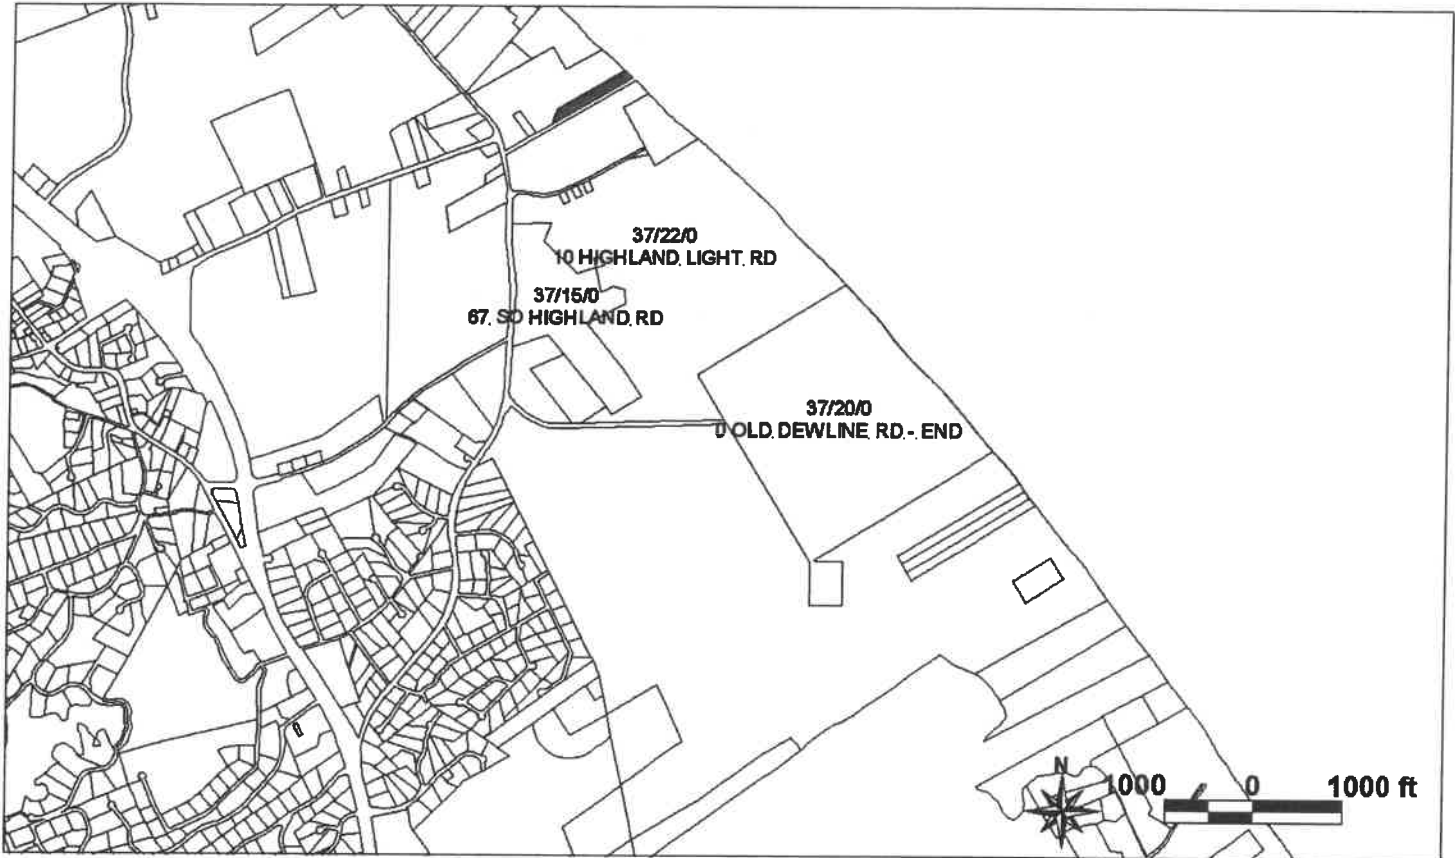 37/22/0
10 HIGHLAND. LIGHT. RD
37/15/0
67. SO HIGHLAND. RD
37/20/0
0 OLD. DEWLINE. RD.-. END
N
1000 0 1000 ft